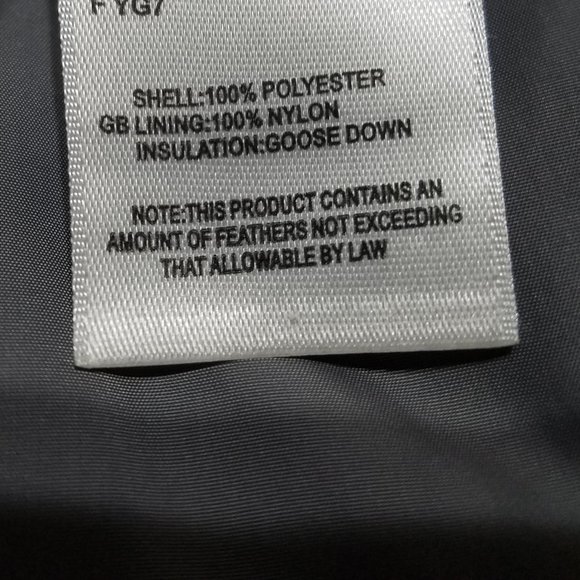 F YG7
SHELL:100% POLYESTER
GB LINING:100% NYLON
INSULATION:GOOSE DOWN
NOTE:THIS PRODUCT CONTAINS AN
AMOUNT OF FEATHERS NOT EXCEEDING
THAT ALLOWABLE BY LAW